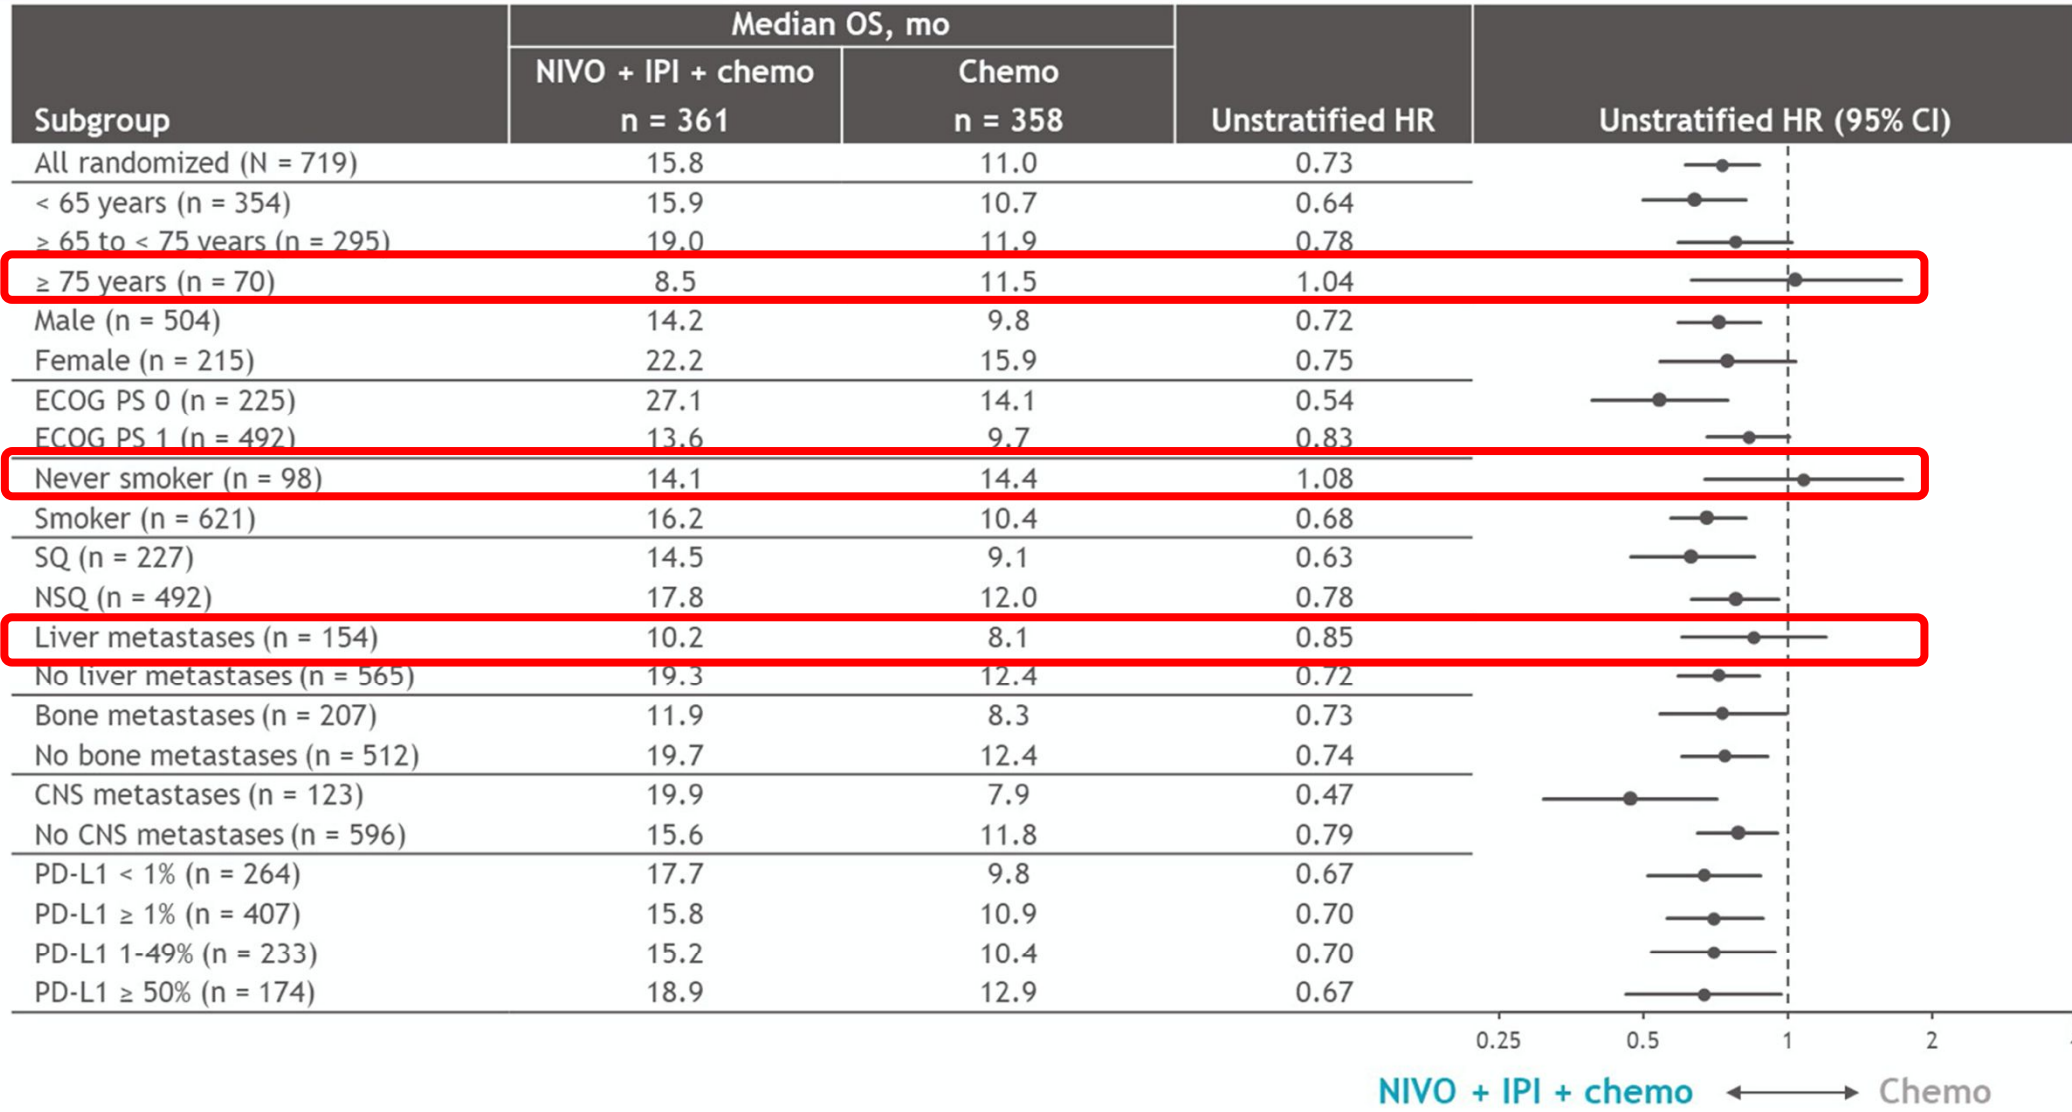 Median OS, mo
NIVO + IPI + chemo Chemo
Subgroup n = 361 n = 358 Unstratified HR Unstratified HR (95% CI)
All randomized (N = 719) 15.8 11.0 0.73
< 65 years (n = 354) 15.9 10.7 0.64
≥ 65 to < 75 years (n = 295) 19.0 11.9 0.78
≥ 75 years (n = 70) 8.5 11.5 1.04
Male (n = 504) 14.2 9.8 0.72
Female (n = 215) 22.2 15.9 0.75
ECOG PS 0 (n = 225) 27.1 14.1 0.54
ECOG PS 1 (n = 492) 13.6 9.7 0.83
Never smoker (n = 98) 14.1 14.4 1.08
Smoker (n = 621) 16.2 10.4 0.68
SQ (n = 227) 14.5 9.1 0.63
NSQ (n = 492) 17.8 12.0 0.78
Liver metastases (n = 154) 10.2 8.1 0.85
No liver metastases (n = 565) 19.3 12.4 0.72
Bone metastases (n = 207) 11.9 8.3 0.73
No bone metastases (n = 512) 19.7 12.4 0.74
CNS metastases (n = 123) 19.9 7.9 0.47
No CNS metastases (n = 596) 15.6 11.8 0.79
PD-L1 < 1% (n = 264) 17.7 9.8 0.67
PD-L1 ≥ 1% (n = 407) 15.8 10.9 0.70
PD-L1 1-49% (n = 233) 15.2 10.4 0.70
PD-L1 ≥ 50% (n = 174) 18.9 12.9 0.67
0.25 0.5 1 2
NIVO + IPI + chemo Chemo